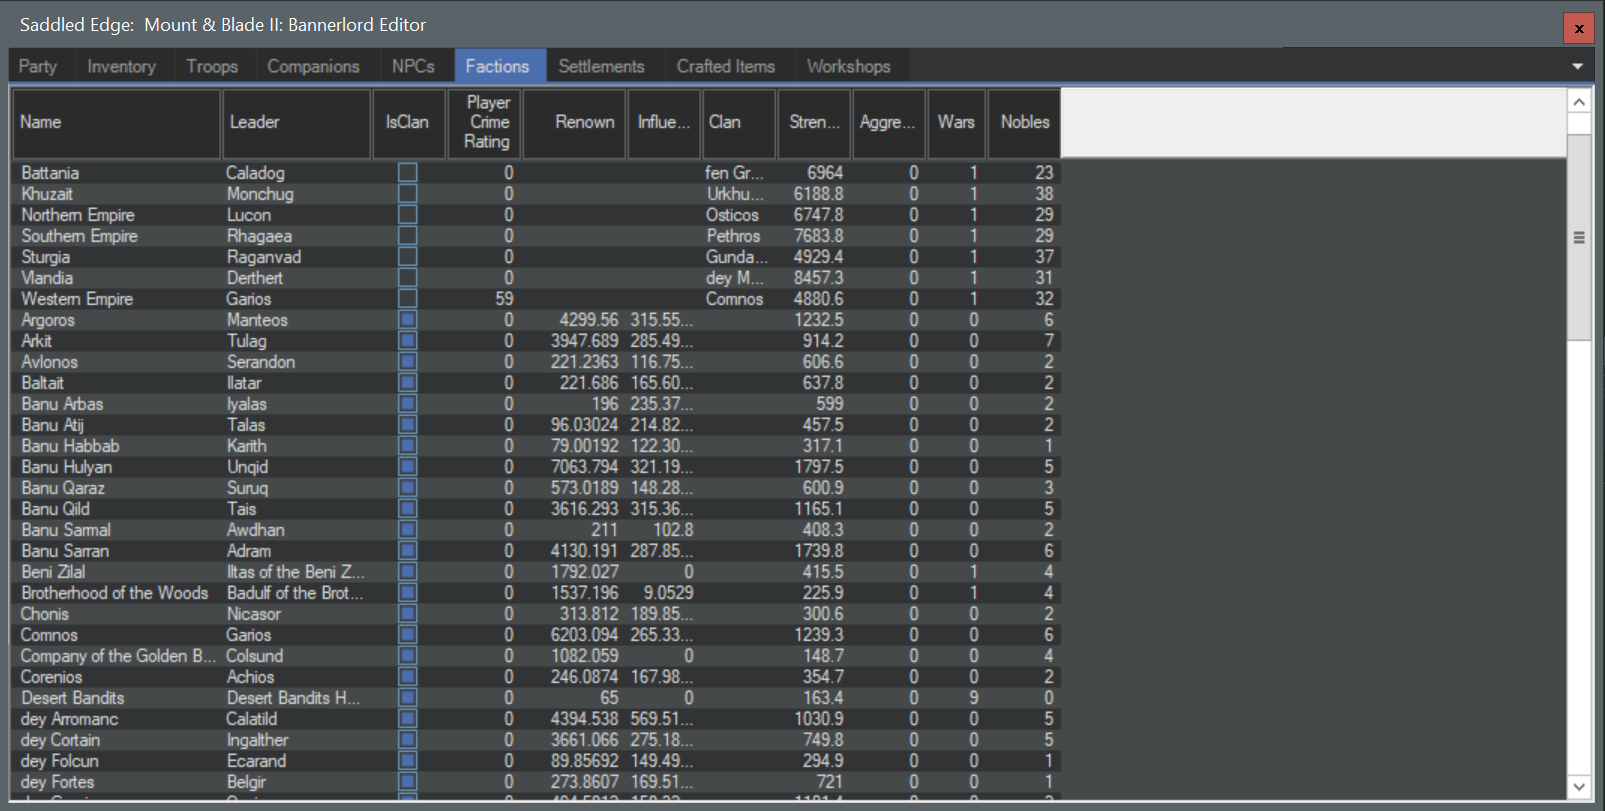 Saddled Edge:  Mount & Blade II: Bannerlord Editor
x
Party Inventory Troops Companions NPCs Factions Settlements Crafted Items Workshops
Name Leader IsClan Player Crime Rating Renown Influe... Clan Stren... Aggre... Wars Nobles
Battania Caladog 0 fen Gr... 6964 0 1 23
Khuzait Monchug 0 Urkhu... 6188.8 0 1 38
Northern Empire Lucon 0 Osticos 6747.8 0 1 29
Southern Empire Rhagaea 0 Pethros 7683.8 0 1 29
Sturgia Raganvad 0 Gunda... 4929.4 0 1 37
Vlandia Derthert 0 dey M... 8457.3 0 1 31
Western Empire Garios 59 Comnos 4880.6 0 1 32
Argoros Manteos 0 4299.56 315.55... 1232.5 0 0 6
Arkit Tulag 0 3947.689 285.49... 914.2 0 0 7
Avlonos Serandon 0 221.2363 116.75... 606.6 0 0 2
Baltait Ilatar 0 221.686 165.60... 637.8 0 0 2
Banu Arbas Iyalas 0 196 235.37... 599 0 0 2
Banu Atij Talas 0 96.03024 214.82... 457.5 0 0 2
Banu Habbab Karith 0 79.00192 122.30... 317.1 0 0 1
Banu Hulyan Unqid 0 7063.794 321.19... 1797.5 0 0 5
Banu Qaraz Suruq 0 573.0189 148.28... 600.9 0 0 3
Banu Qild Tais 0 3616.293 315.36... 1165.1 0 0 5
Banu Sarmal Awdhan 0 211 102.8 408.3 0 0 2
Banu Sarran Adram 0 4130.191 287.85... 1739.8 0 0 6
Beni Zilal Iltas of the Beni Z... 0 1792.027 0 415.5 0 1 4
Brotherhood of the Woods Badulf of the Brot... 0 1537.196 9.0529 225.9 0 1 4
Chonis Nicasor 0 313.812 189.85... 300.6 0 0 2
Comnos Garios 0 6203.094 265.33... 1239.3 0 0 6
Company of the Golden B... Colsund 0 1082.059 0 148.7 0 0 4
Corenios Achios 0 246.0874 167.98... 354.7 0 0 2
Desert Bandits Desert Bandits H... 0 65 0 163.4 0 9 0
dey Arromanc Calatild 0 4394.538 569.51... 1030.9 0 0 5
dey Cortain Ingalther 0 3661.066 275.18... 749.8 0 0 5
dey Folcun Ecarand 0 89.85692 149.49... 294.9 0 0 1
dey Fortes Belgir 0 273.8607 169.51... 721 0 0 1